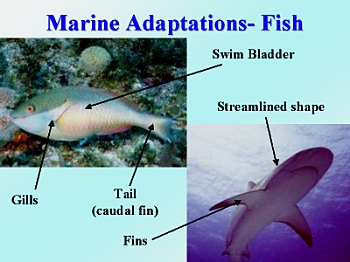 Marine Adaptations- Fish
Swim Bladder
Streamlined shape
Gills
Tail
(caudal fin)
Fins